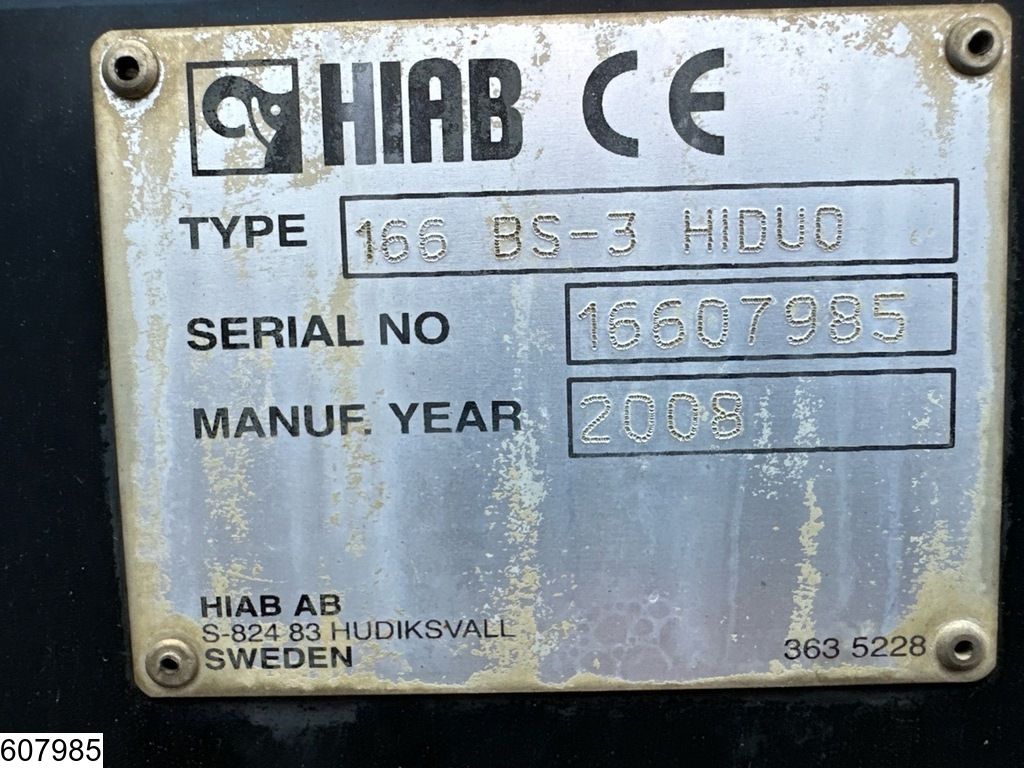 HIAB CE
TYPE 166 BS-3 HIDUO
SERIAL NO 16607985
MANUF. YEAR 2008
HIAB AB
S-824 83 HUDIKSVALL
SWEDEN
363 5228
607985